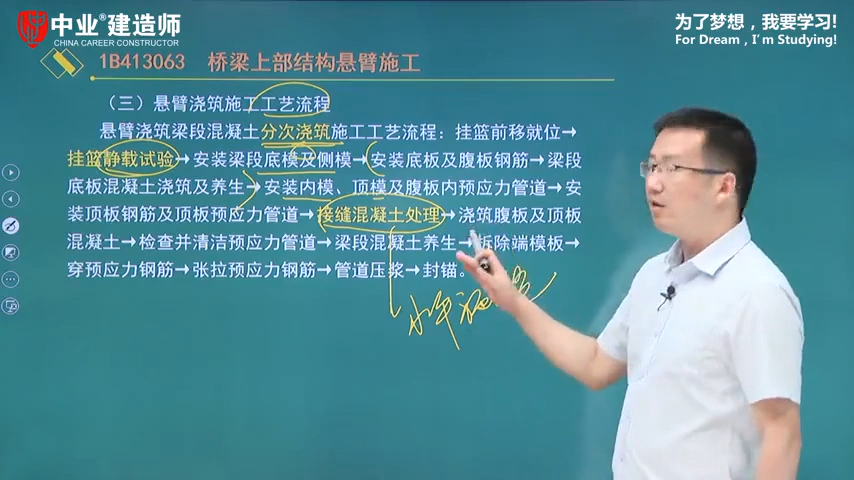 中业®建造师
CHINA CAREER CONSTRUCTOR
为了梦想，我要学习!
For Dream , I'm Studying!
1B413063 桥梁上部结构悬臂施工
（三）悬臂浇筑施工工艺流程
悬臂浇筑梁段混凝土分次浇筑施工工艺流程：挂篮前移就位→
挂篮静载试验→安装梁段底模及侧模→安装底板及腹板钢筋→梁段
底板混凝土浇筑及养生→安装内模、顶模及腹板内预应力管道→安
装顶板钢筋及顶板预应力管道→接缝混凝土处理→浇筑腹板及顶板
混凝土→检查并清洁预应力管道→梁段混凝土养生→拆除端模板→
穿预应力钢筋→张拉预应力钢筋→管道压浆→封锚。
水平